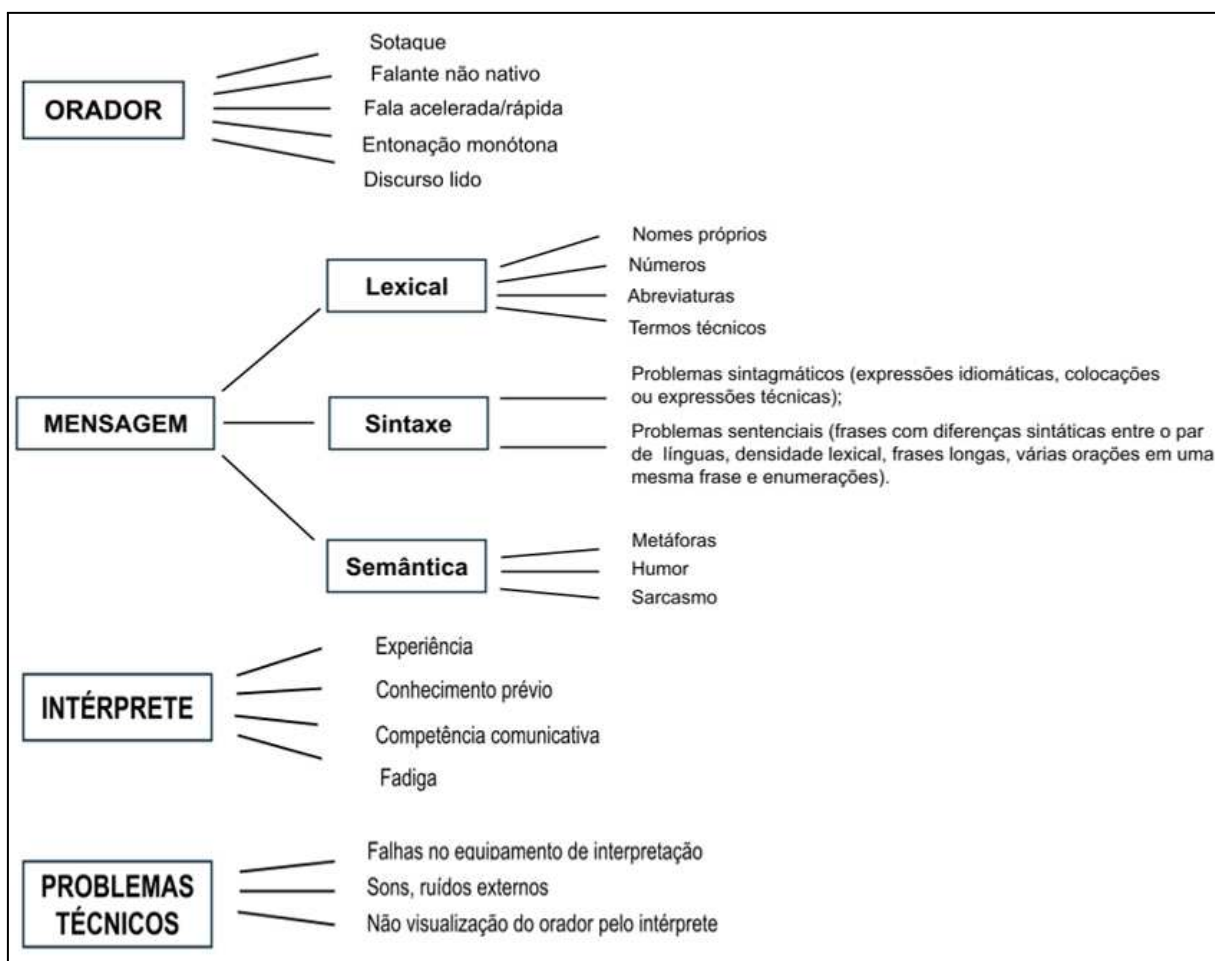 ORADOR
Sotaque
Falante não nativo
Fala acelerada/rápida
Entonação monótona
Discurso lido
MENSAGEM
Lexical
Nomes próprios
Números
Abreviaturas
Termos técnicos
Sintaxe
Problemas sintagmáticos (expressões idiomáticas, colocações
ou expressões técnicas);
Problemas sentenciais (frases com diferenças sintáticas entre o par
de línguas, densidade lexical, frases longas, várias orações em uma
mesma frase e enumerações).
Semântica
Metáforas
Humor
Sarcasmo
INTÉRPRETE
Experiência
Conhecimento prévio
Competência comunicativa
Fadiga
PROBLEMAS
TÉCNICOS
Falhas no equipamento de interpretação
Sons, ruídos externos
Não visualização do orador pelo intérprete